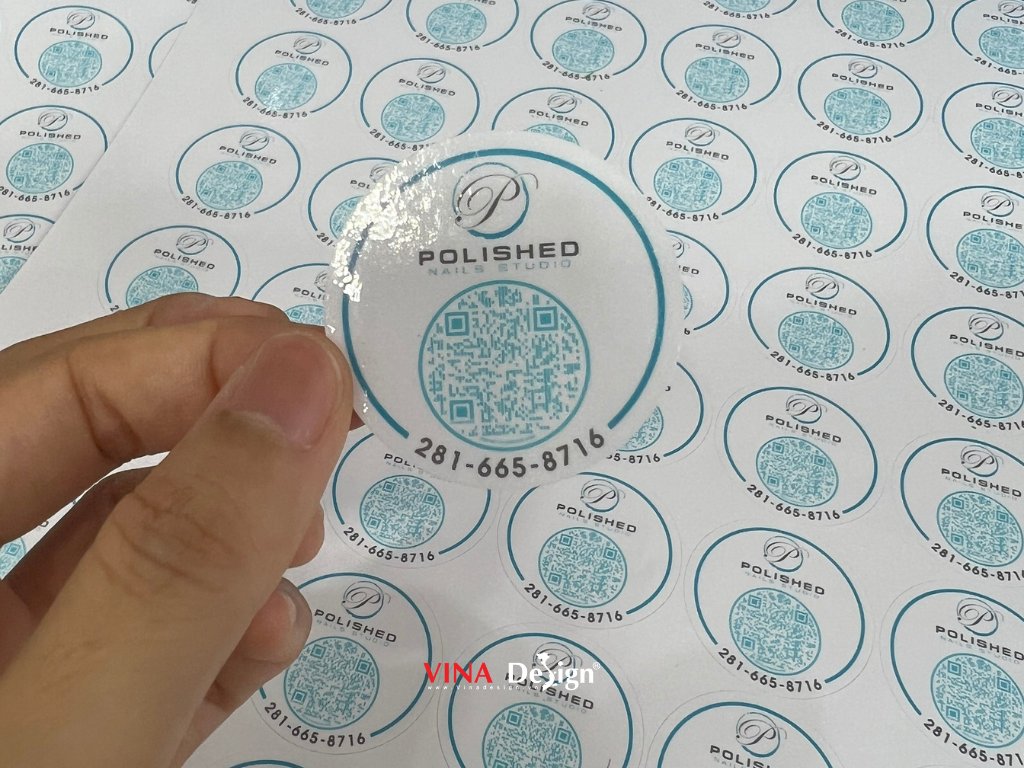 P
POLISHED
NAILS STUDIO
281-665-8716
VINA Design®